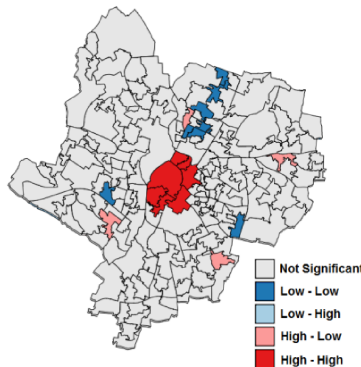 Not Significant
Low - Low
Low - High
High - Low
High - High